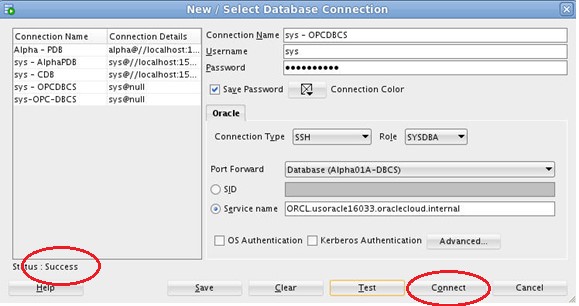 New / Select Database Connection
Connection Name Connection Details
Alpha - PDB alpha@//localhost:1...
sys - AlphaPDB sys@//localhost:15...
sys - CDB sys@//localhost:15...
sys - OPCDBCS sys@null
sys-OPC-DBCS sys@null
Connection Name sys - OPCDBCS
Username sys
Password ●●●●●●●●●●
Save Password Connection Color
Oracle
Connection Type SSH Role SYSDBA
Port Forward Database (Alpha01A-DBCS)
SID
Service name ORCL.usoracle16033.oraclecloud.internal
OS Authentication Kerberos Authentication Advanced...
Status : Success
Help Save Clear Test Connect Cancel